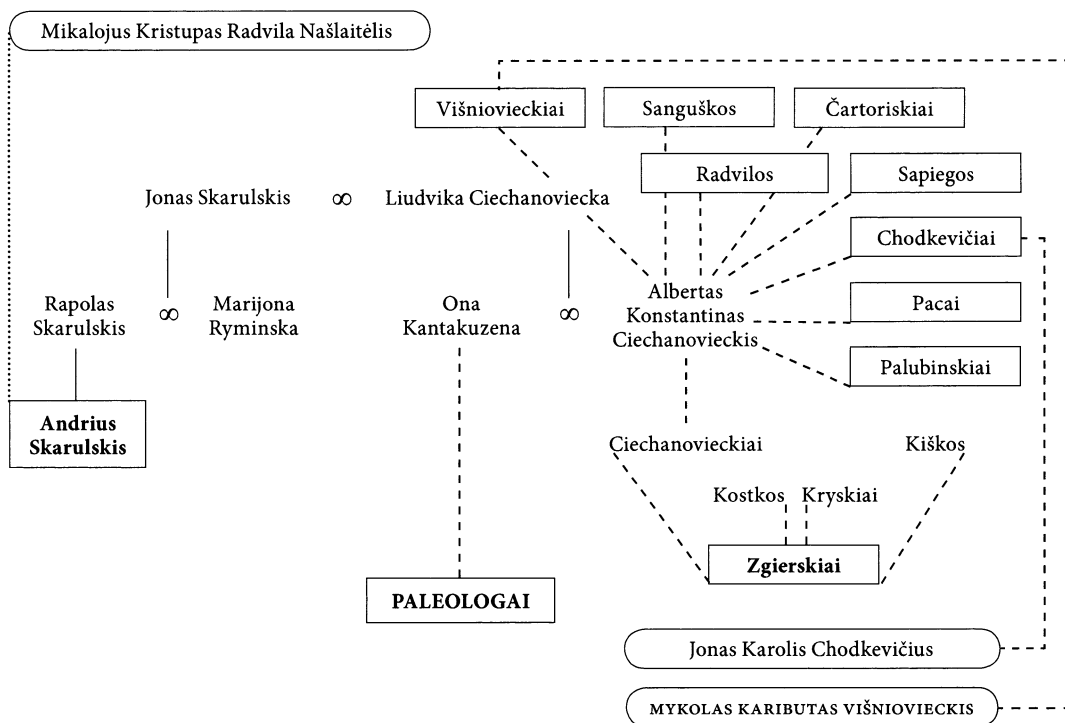 Mikalojus Kristupas Radvila Našlaitėlis
Višniovieckiai
Sanguškos
Čartoriskiai
Radvilos
Sapiegos
Jonas Skarulskis ∞ Liudvika Ciechanoviecka
Chodkevičiai
Rapolas
Skarulskis
∞
Marijona
Ryminska
Ona
Kantakuzena
∞
Albertas
Konstantinas
Ciechanovieckis
Pacai
Palubinskiai
Andrius
Skarulskis
Ciechanovieckiai
Kiškos
Kostkos
Kryskiai
Zgierskiai
PALEOLOGAI
Jonas Karolis Chodkevičius
MYKOLAS KARIBUTAS VIŠNIOVIECKIS